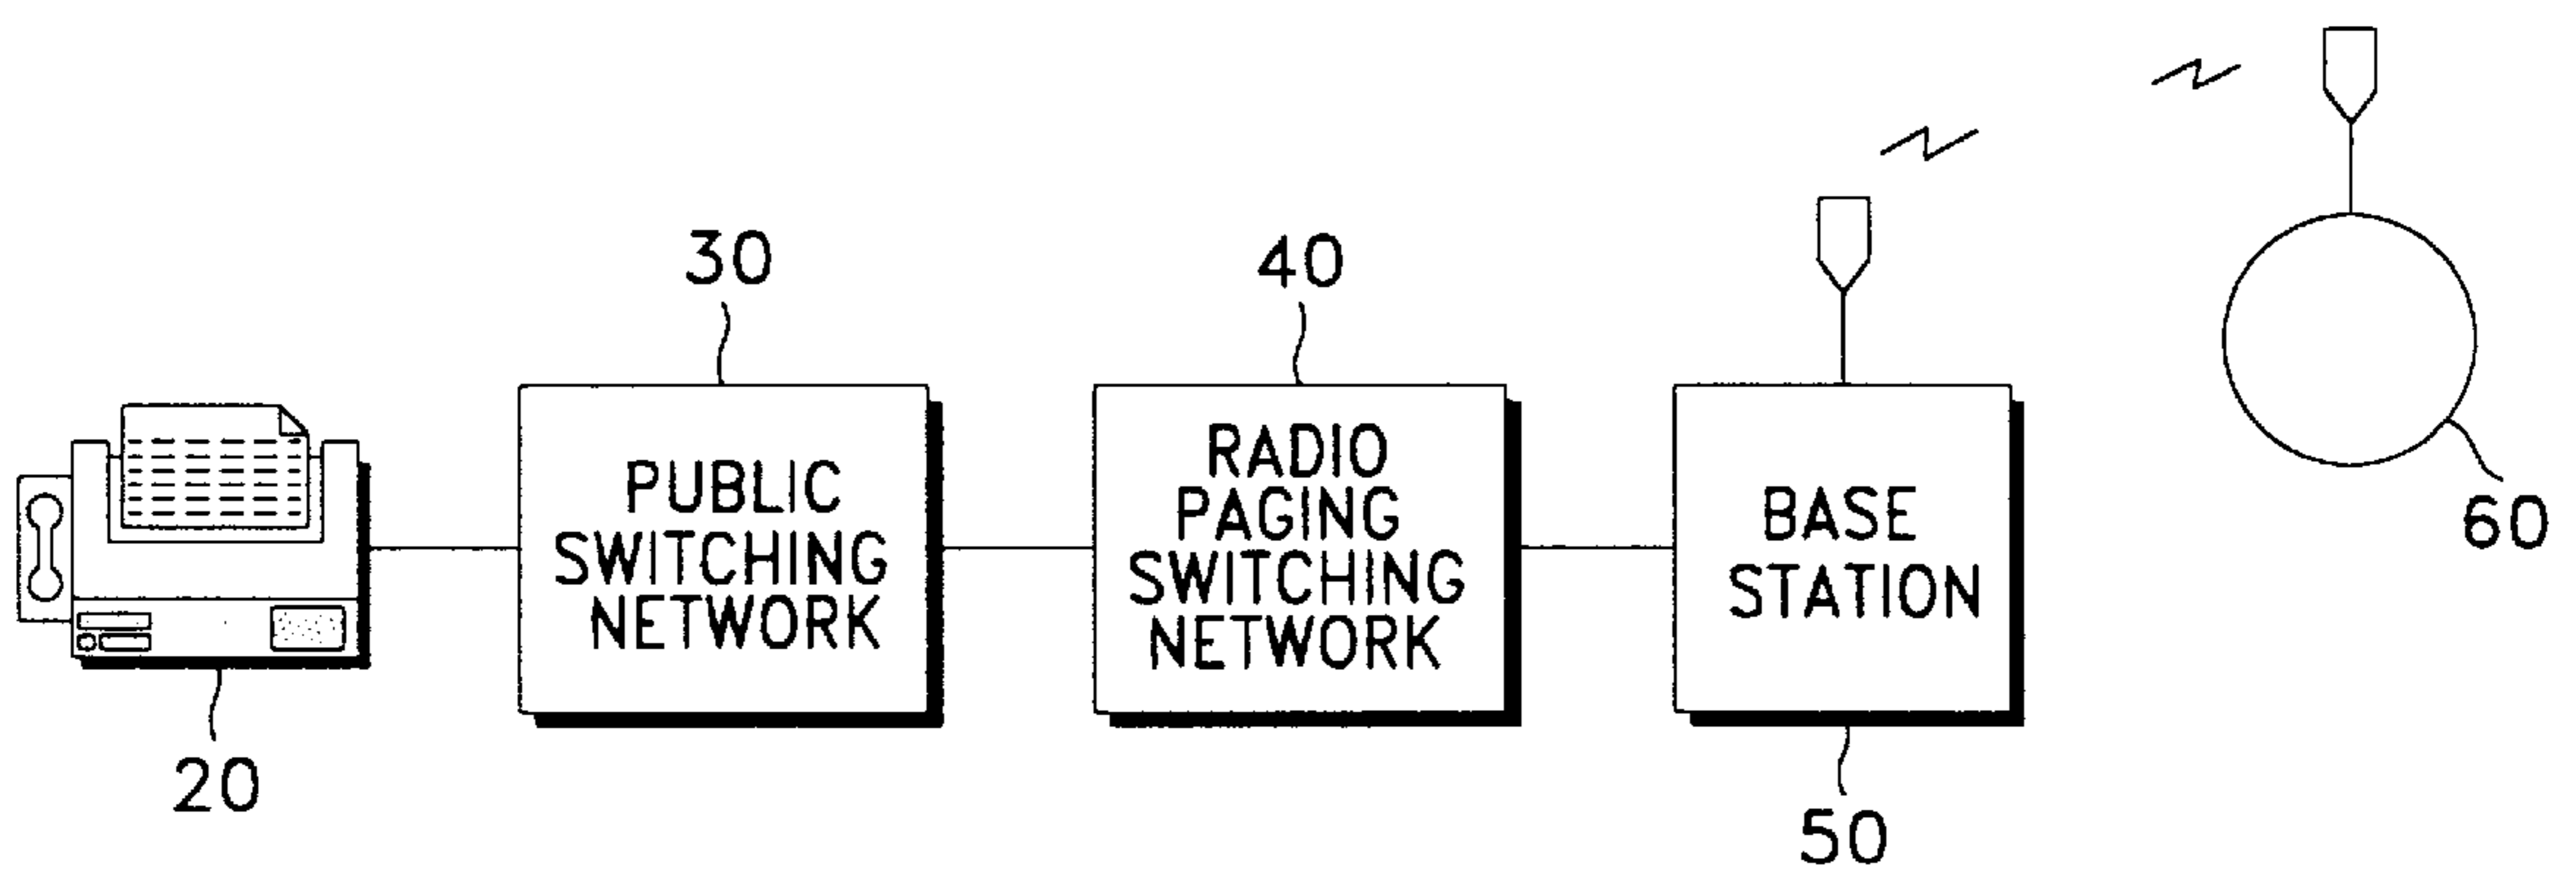 30
40
PUBLIC
SWITCHING
NETWORK
RADIO
PAGING
SWITCHING
NETWORK
BASE
STATION
60
20
50